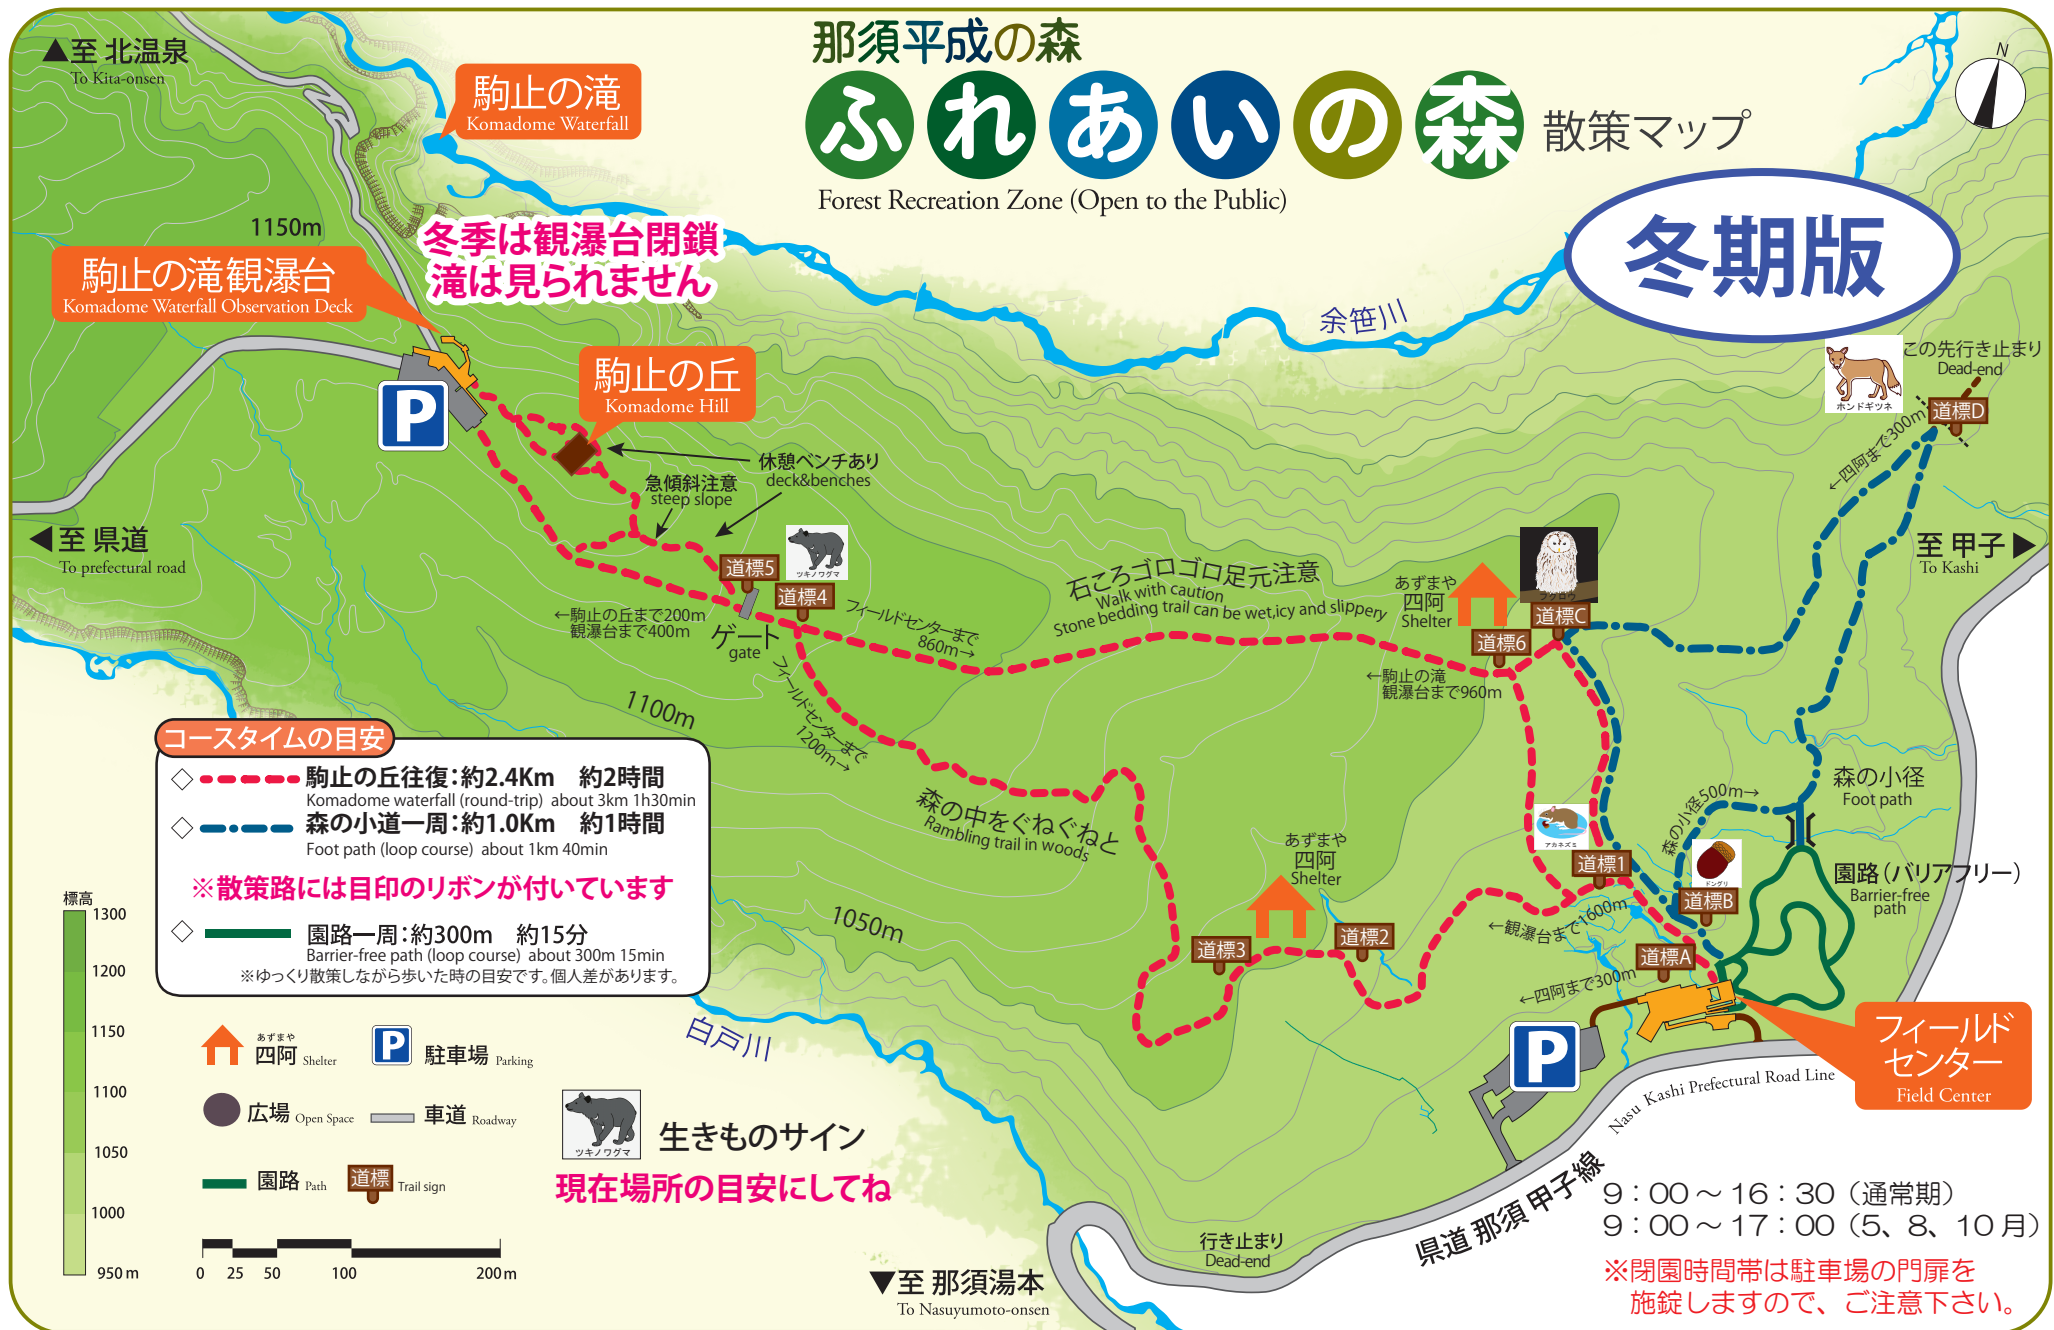 那須平成の森
ふれあいの森 散策マップ
Forest Recreation Zone (Open to the Public)
冬期版
N
▲至 北温泉
To Kita-onsen
駒止の滝
Komadome Waterfall
1150m
冬季は観瀑台閉鎖
滝は見られません
駒止の滝観瀑台
Komadome Waterfall Observation Deck
余笹川
P
駒止の丘
Komadome Hill
休憩ベンチあり
deck&benches
急傾斜注意
steep slope
ホンドギツネ
この先行き止まり
Dead-end
道標D
←四阿まで300m
◀至 県道
To prefectural road
至 甲子▶
To Kashi
道標5
ツキノワグマ
道標4
←駒止の丘まで200m
観瀑台まで400m
ゲート
gate
フィールドセンターまで
860m→
フィールドセンターまで
1200m→
石ころゴロゴロ足元注意
Walk with caution
Stone bedding trail can be wet,icy and slippery
あずまや
四阿
Shelter
フクロウ
道標C
道標6
←駒止の滝
観瀑台まで960m
1100m
コースタイムの目安
◇ 駒止の丘往復：約2.4Km 約2時間
Komadome waterfall (round-trip) about 3km 1h30min
◇ 森の小道一周：約1.0Km 約1時間
Foot path (loop course) about 1km 40min
※散策路には目印のリボンが付いています
◇ 園路一周：約300m 約15分
Barrier-free path (loop course) about 300m 15min
※ゆっくり散策しながら歩いた時の目安です。個人差があります。
森の中をぐねぐねと
Rambling trail in woods
1050m
あずまや
四阿
Shelter
道標3
道標2
アカネズミ
道標1
森の小径500m→
森の小径
Foot path
ドングリ
道標B
園路（バリアフリー）
Barrier-free
path
←観瀑台まで1600m
道標A
←四阿まで300m
フィールド
センター
Field Center
P
Nasu Kashi Prefectural Road Line
県道 那須 甲子線
白戸川
標高
1300
1200
1150
1100
1050
1000
950 m
あずまや
四阿 Shelter
P 駐車場 Parking
広場 Open Space
車道 Roadway
園路 Path
道標 Trail sign
0 25 50 100 200m
ツキノワグマ
生きものサイン
現在場所の目安にしてね
▼至 那須湯本
To Nasuyumoto-onsen
行き止まり
Dead-end
9：00～16：30（通常期）
9：00～17：00（5、8、10月）
※閉園時間帯は駐車場の門扉を
施錠しますので、ご注意下さい。